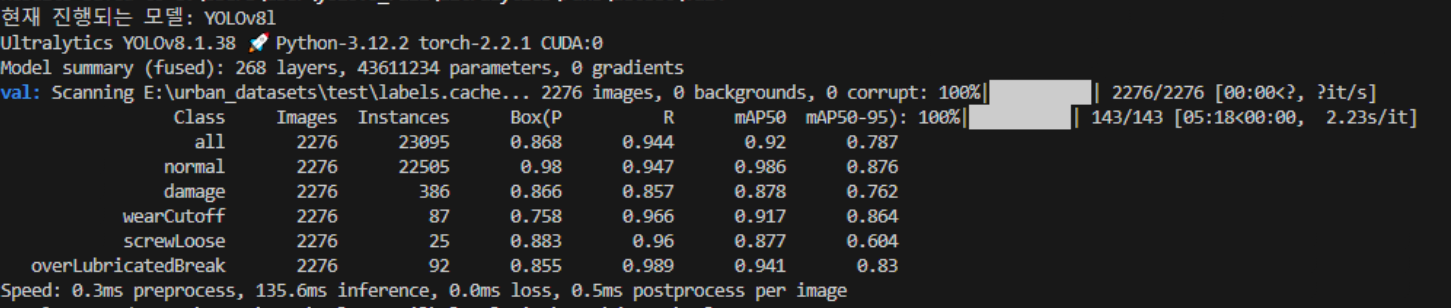 현재 진행되는 모델: YOLOv8l
Ultralytics YOLOv8.1.38 🚀 Python-3.12.2 torch-2.2.1 CUDA:0
Model summary (fused): 268 layers, 43611234 parameters, 0 gradients
val: Scanning E:\urban_datasets\test\labels.cache... 2276 images, 0 backgrounds, 0 corrupt: 100%|██████████| 2276/2276 [00:00<?, ?it/s]
Class Images Instances Box(P R mAP50 mAP50-95): 100%|██████████| 143/143 [05:18<00:00, 2.23s/it]
all 2276 23095 0.868 0.944 0.92 0.787
normal 2276 22505 0.98 0.947 0.986 0.876
damage 2276 386 0.866 0.857 0.878 0.762
wearCutoff 2276 87 0.758 0.966 0.917 0.864
screwLoose 2276 25 0.883 0.96 0.877 0.604
overLubricatedBreak 2276 92 0.855 0.989 0.941 0.83
Speed: 0.3ms preprocess, 135.6ms inference, 0.0ms loss, 0.5ms postprocess per image